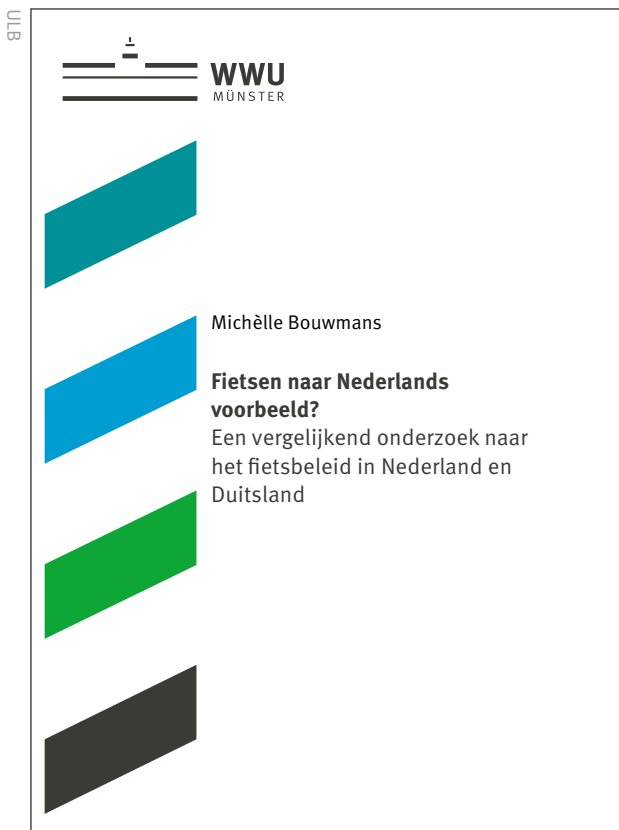 ULB
WWU
MÜNSTER
Michèlle Bouwmans
Fietsen naar Nederlands
voorbeeld?
Een vergelijkend onderzoek naar
het fietsbeleid in Nederland en
Duitsland